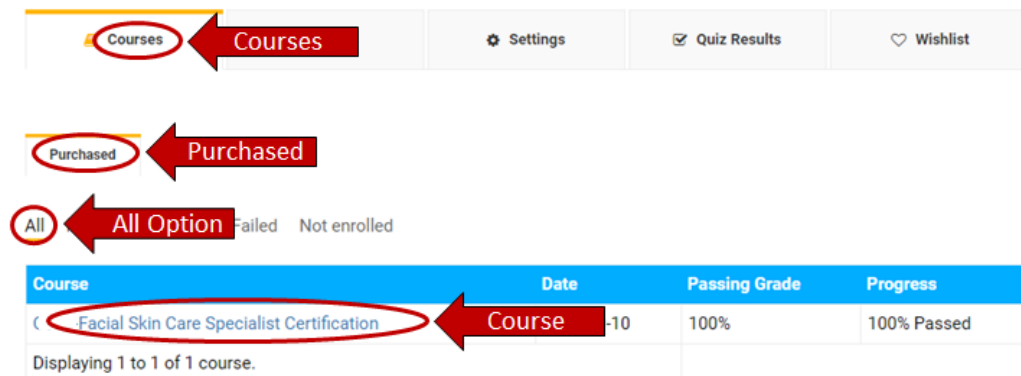 Courses Courses Settings Quiz Results Wishlist
Purchased Purchased
All All Option Failed Not enrolled
Course Date Passing Grade Progress
Facial Skin Care Specialist Certification Course -10 100% 100% Passed
Displaying 1 to 1 of 1 course.